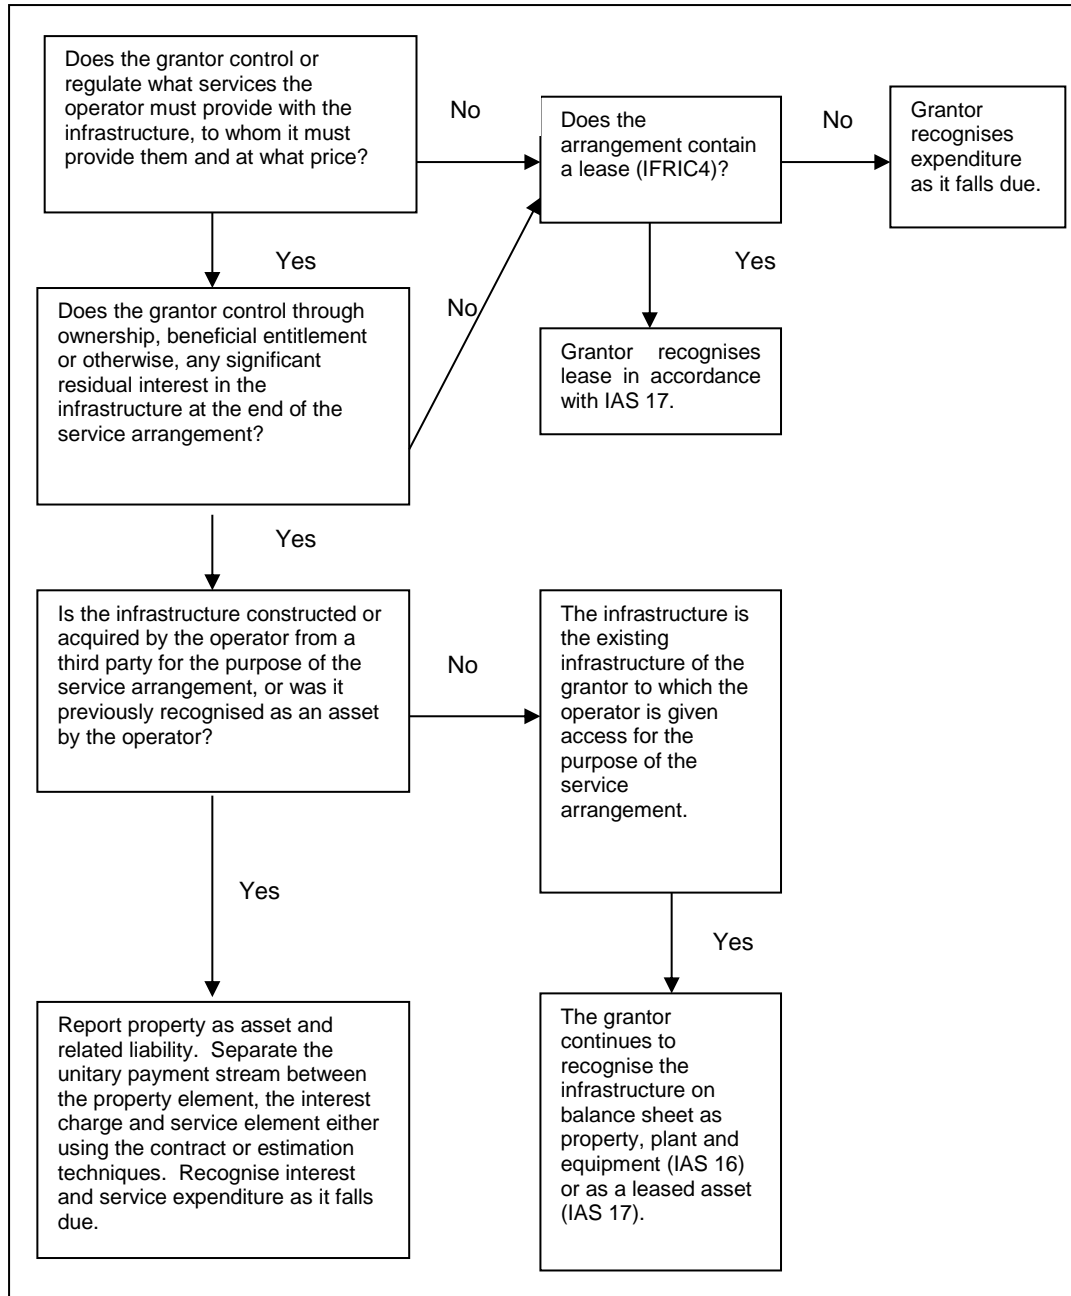 Does the grantor control or
regulate what services the
operator must provide with the
infrastructure, to whom it must
provide them and at what price?
No
Does the
arrangement contain
a lease (IFRIC4)?
No
Grantor
recognises
expenditure
as it falls due.
Yes
Yes
Does the grantor control through
ownership, beneficial entitlement
or otherwise, any significant
residual interest in the
infrastructure at the end of the
service arrangement?
No
Grantor recognises
lease in accordance
with IAS 17.
Yes
Is the infrastructure constructed or
acquired by the operator from a
third party for the purpose of the
service arrangement, or was it
previously recognised as an asset
by the operator?
No
The infrastructure is
the existing
infrastructure of the
grantor to which the
operator is given
access for the
purpose of the
service
arrangement.
Yes
Yes
Report property as asset and
related liability.  Separate the
unitary payment stream between
the property element, the interest
charge and service element either
using the contract or estimation
techniques.  Recognise interest
and service expenditure as it falls
due.
The grantor
continues to
recognise the
infrastructure on
balance sheet as
property, plant and
equipment (IAS 16)
or as a leased asset
(IAS 17).